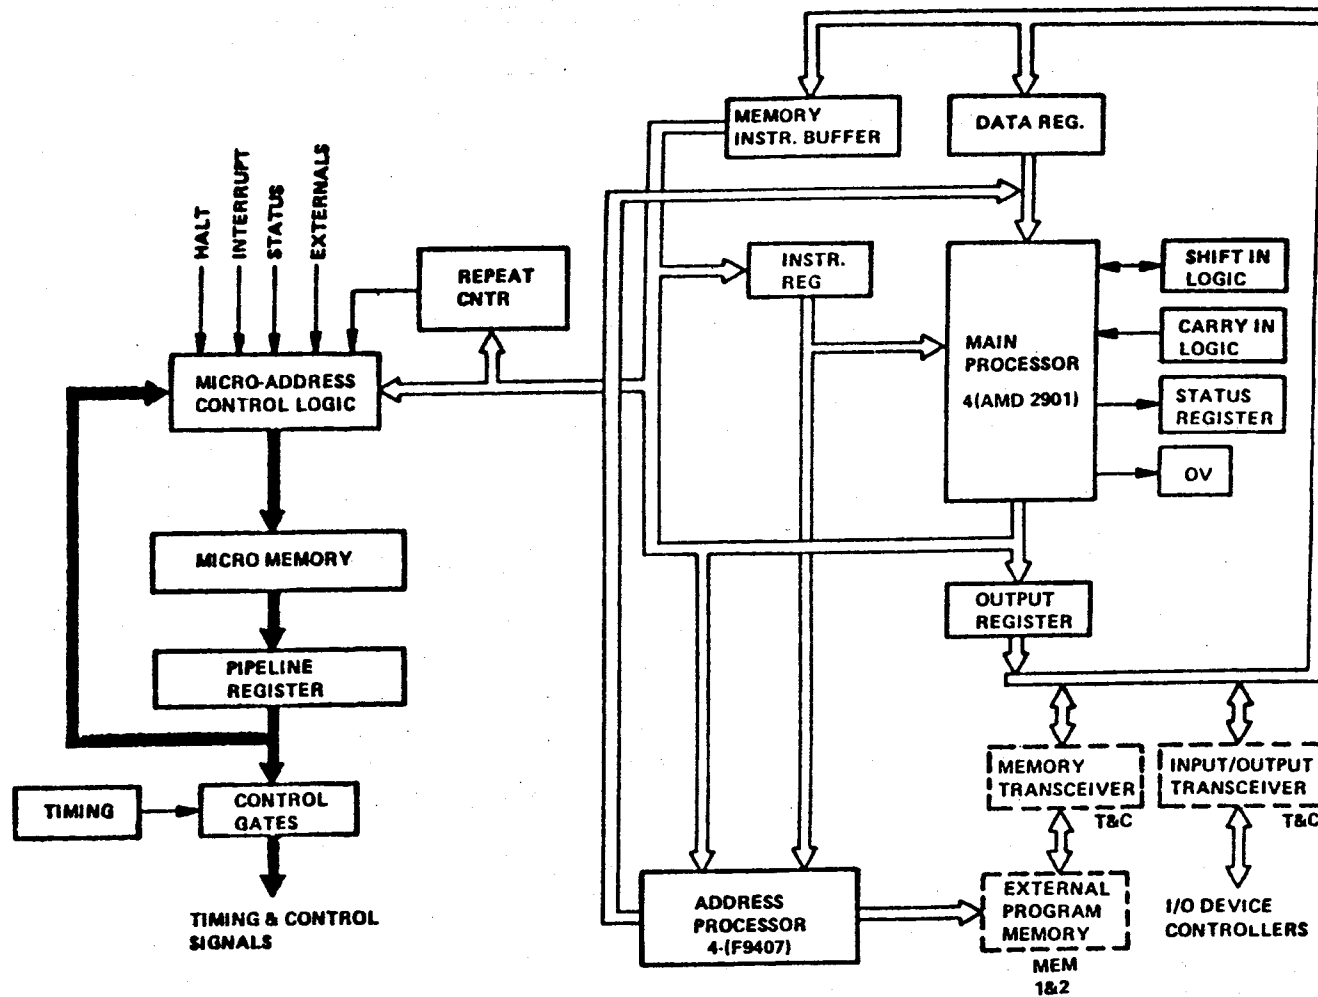 MEMORY
INSTR. BUFFER
DATA REG.
HALT
INTERRUPT
STATUS
EXTERNALS
REPEAT
CNTR
INSTR.
REG
SHIFT IN
LOGIC
CARRY IN
LOGIC
MAIN
PROCESSOR
4(AMD 2901)
STATUS
REGISTER
OV
MICRO-ADDRESS
CONTROL LOGIC
MICRO MEMORY
OUTPUT
REGISTER
PIPELINE
REGISTER
MEMORY
TRANSCEIVER
T&C
INPUT/OUTPUT
TRANSCEIVER
T&C
TIMING
CONTROL
GATES
TIMING & CONTROL
SIGNALS
ADDRESS
PROCESSOR
4-(F9407)
EXTERNAL
PROGRAM
MEMORY
MEM
1&2
I/O DEVICE
CONTROLLERS